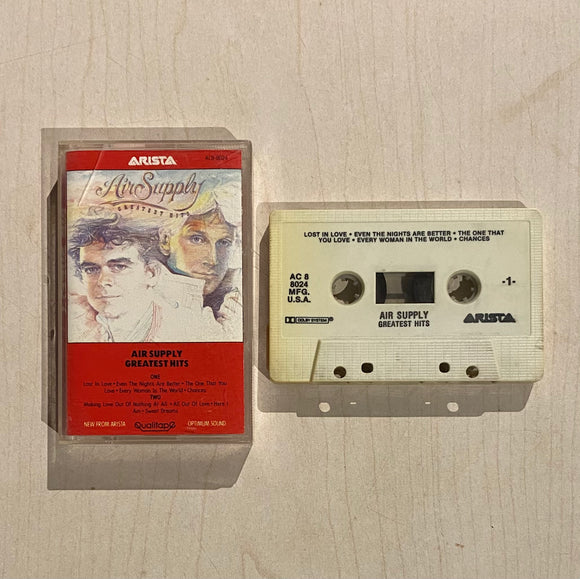 ARISTA AC8-8024
Air Supply
GREATEST HITS
AIR SUPPLY
GREATEST HITS
ONE
Lost In Love • Even The Nights Are Better • The One That You
Love • Every Woman In The World • Chances
TWO
Making Love Out Of Nothing At All • All Out Of Love • Here I
Am • Sweet Dreams
NEW FROM ARISTA Qualitape OPTIMUM SOUND
LOST IN LOVE • EVEN THE NIGHTS ARE BETTER • THE ONE THAT
YOU LOVE • EVERY WOMAN IN THE WORLD • CHANCES
AC 8
8024
MFG.
U.S.A.
-1-
DOLBY SYSTEM
AIR SUPPLY
GREATEST HITS
ARISTA